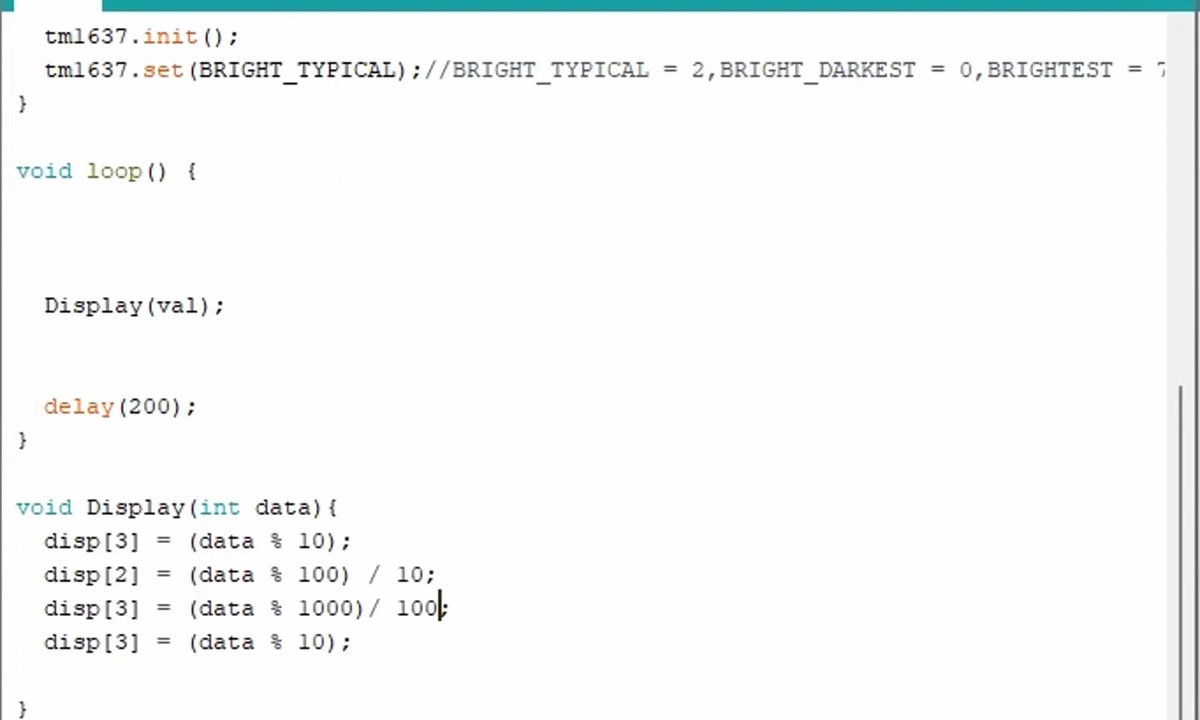 tm1637.init();
tm1637.set(BRIGHT_TYPICAL);//BRIGHT_TYPICAL = 2,BRIGHT_DARKEST = 0,BRIGHTEST = 7
}
void loop() {
Display(val);
delay(200);
}
void Display(int data){
disp[3] = (data % 10);
disp[2] = (data % 100) / 10;
disp[3] = (data % 1000)/ 100;
disp[3] = (data % 10);
}